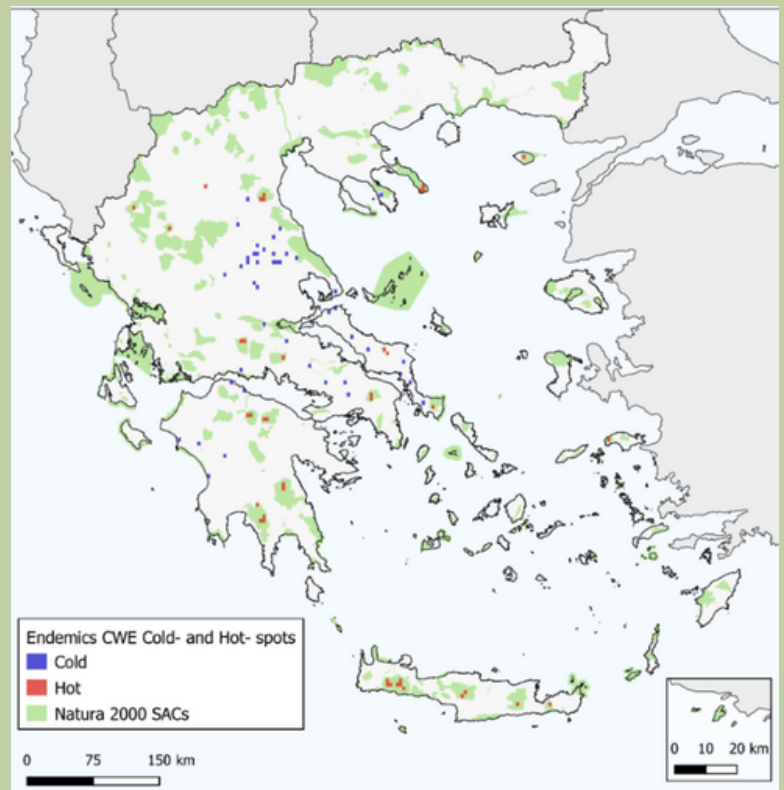 Endemics CWE Cold- and Hot- spots
Cold
Hot
Natura 2000 SACs
0 75 150 km
0 10 20 km